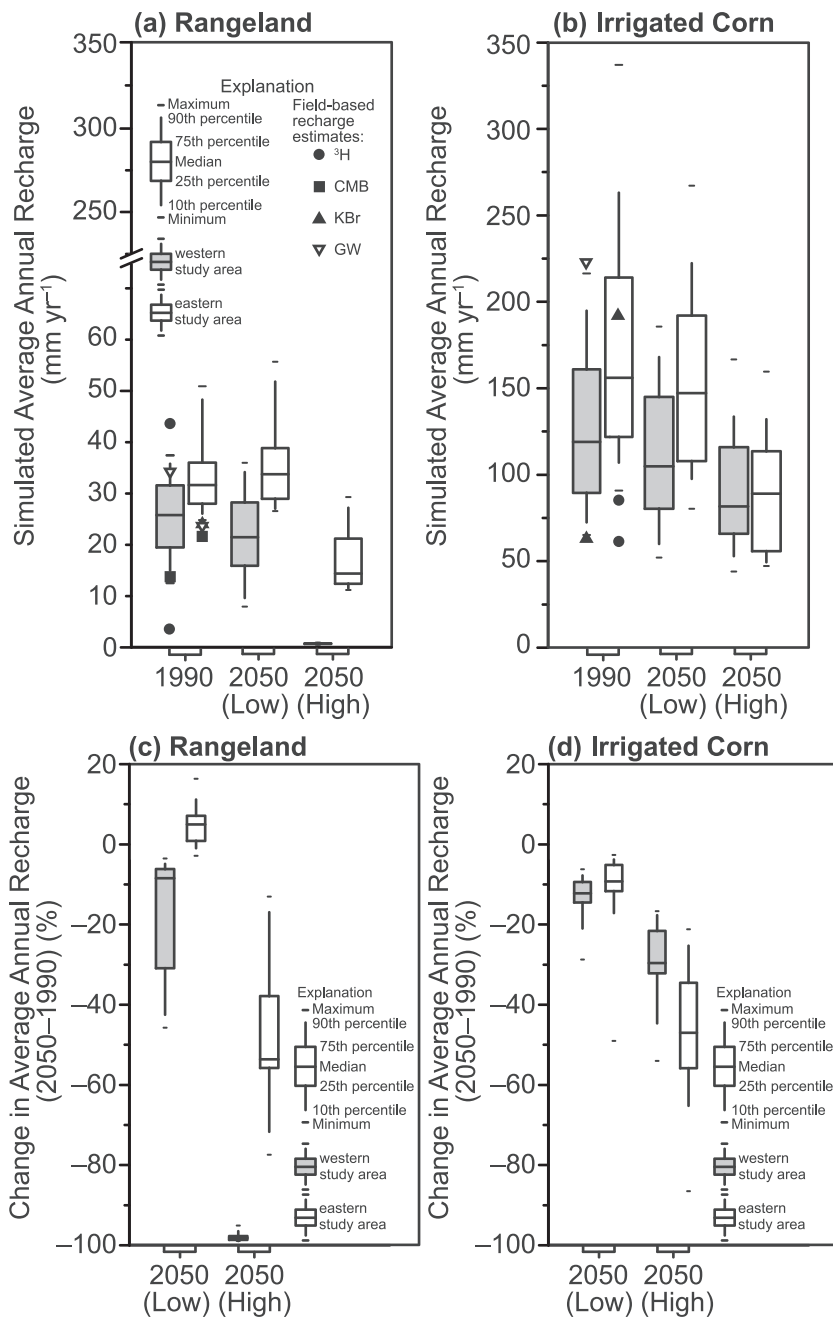 (a) Rangeland
Simulated Average Annual Recharge
(mm yr⁻¹)
350
300
250
60
50
40
30
20
10
0
Explanation
Maximum
90th percentile
75th percentile
Median
25th percentile
10th percentile
Minimum
western
study area
eastern
study area
Field-based
recharge
estimates:
³H
CMB
KBr
GW
1990
2050
(Low)
2050
(High)
(b) Irrigated Corn
Simulated Average Annual Recharge
(mm yr⁻¹)
350
300
250
200
150
100
50
0
1990
2050
(Low)
2050
(High)
(c) Rangeland
Change in Average Annual Recharge
(2050–1990) (%)
20
0
–20
–40
–60
–80
–100
Explanation
Maximum
90th percentile
75th percentile
Median
25th percentile
10th percentile
Minimum
western
study area
eastern
study area
2050
(Low)
2050
(High)
(d) Irrigated Corn
Change in Average Annual Recharge
(2050–1990) (%)
20
0
–20
–40
–60
–80
–100
Explanation
Maximum
90th percentile
75th percentile
Median
25th percentile
10th percentile
Minimum
western
study area
eastern
study area
2050
(Low)
2050
(High)